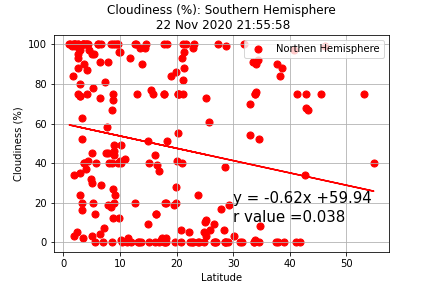 Cloudiness (%): Southern Hemisphere
22 Nov 2020 21:55:58
Northen Hemisphere
100
80
60
40
20
0
Cloudiness (%)
y = -0.62x +59.94
r value =0.038
0 10 20 30 40 50
Latitude